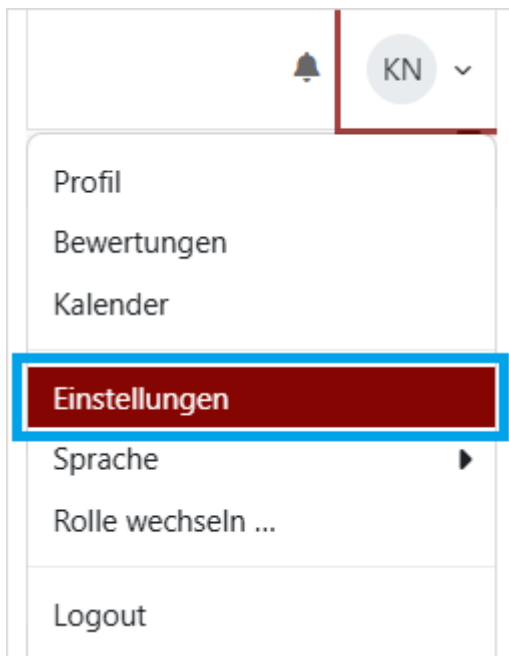 KN
Profil
Bewertungen
Kalender
Einstellungen
Sprache
Rolle wechseln ...
Logout